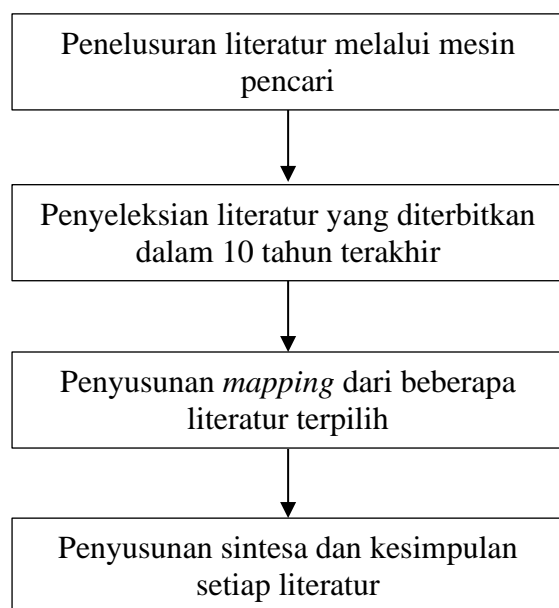 Penelusuran literatur melalui mesin
pencari
Penyeleksian literatur yang diterbitkan
dalam 10 tahun terakhir
Penyusunan mapping dari beberapa
literatur terpilih
Penyusunan sintesa dan kesimpulan
setiap literatur